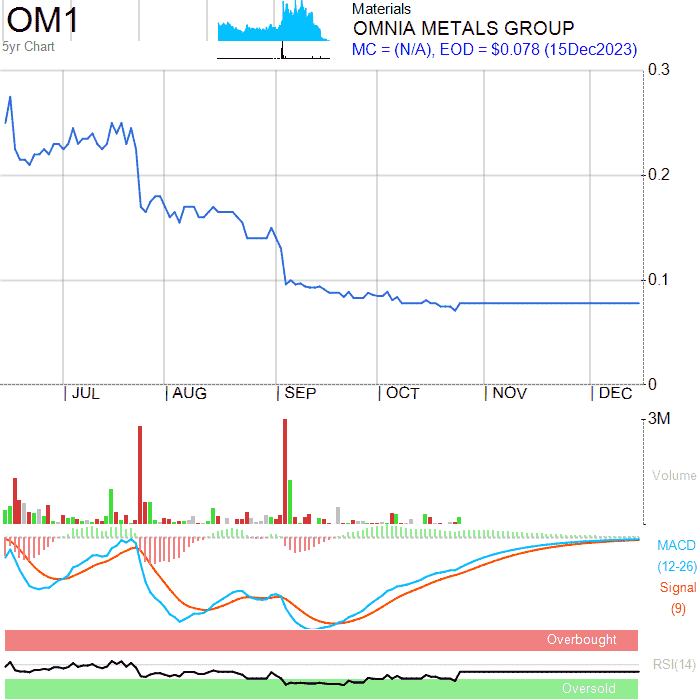 OM1
5yr Chart
Materials
OMNIA METALS GROUP
MC = (N/A), EOD = $0.078 (15Dec2023)
0.3
0.2
0.1
0
JUL AUG SEP OCT NOV DEC
3M
Volume
MACD
(12-26)
Signal
(9)
Overbought
RSI(14)
Oversold